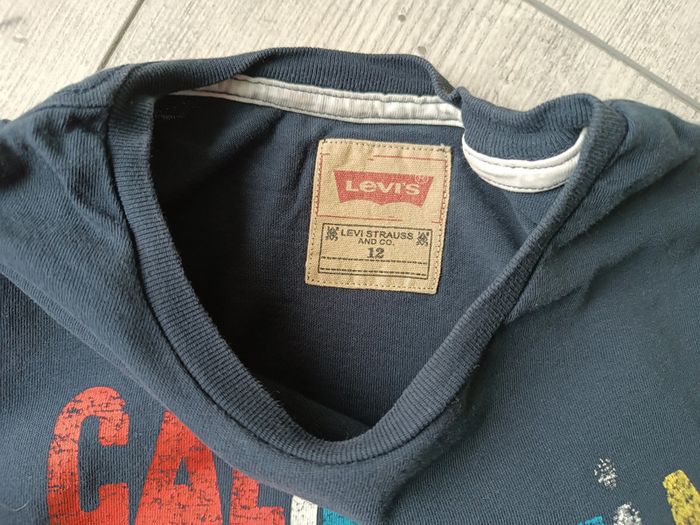 LEVI'S
LEVI STRAUSS
AND CO.
12
CAL
A